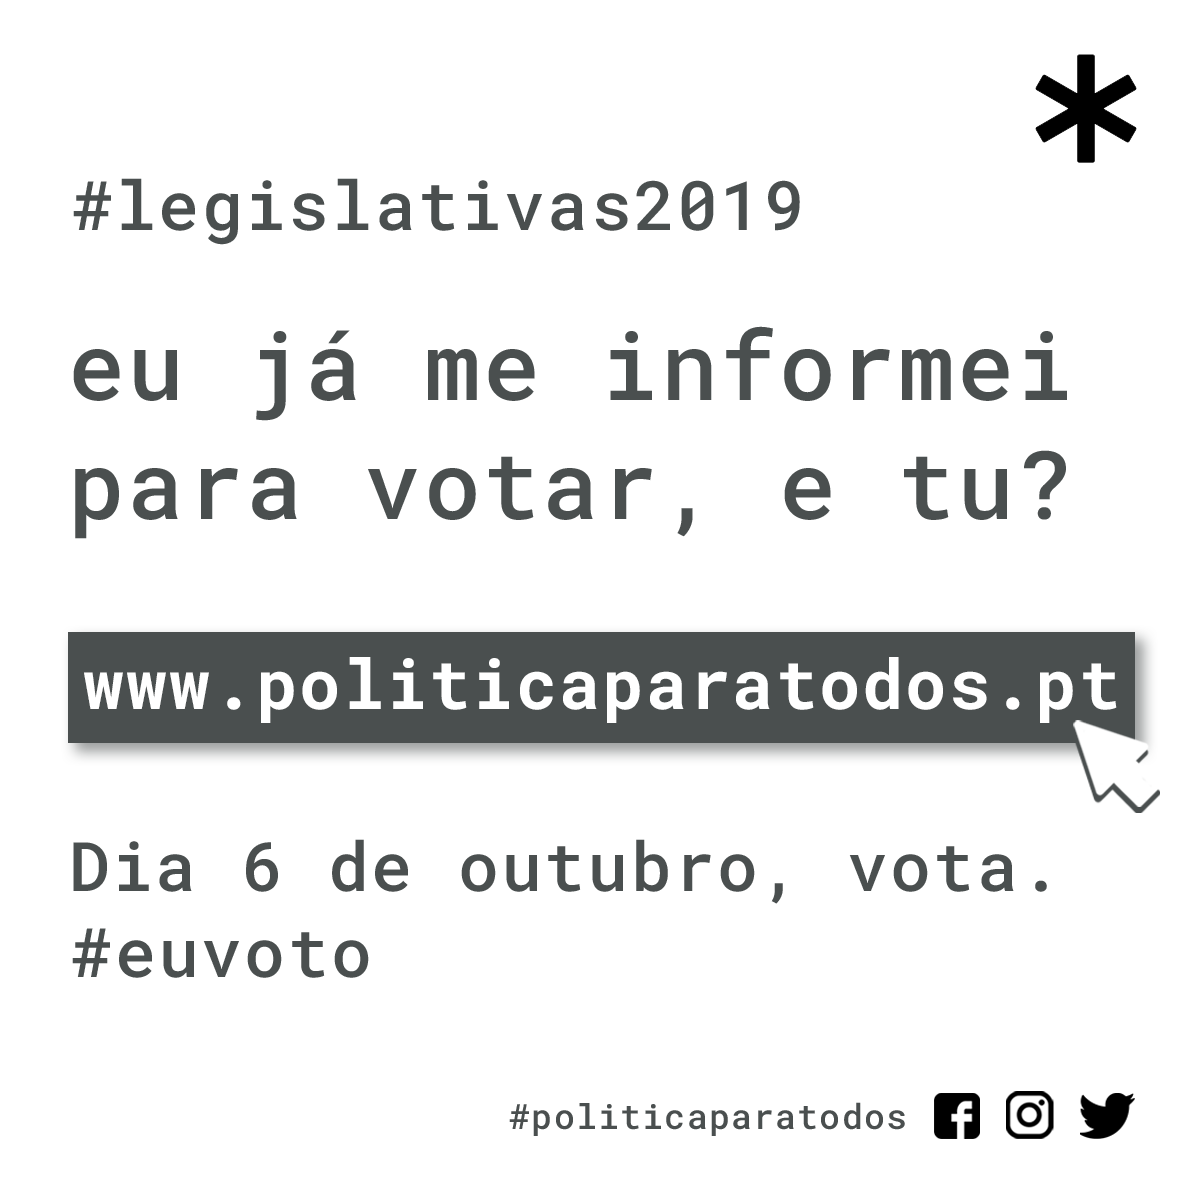 #legislativas2019
eu já me informei
para votar, e tu?
www.politicaparatodos.pt
Dia 6 de outubro, vota.
#euvoto
#politicaparatodos